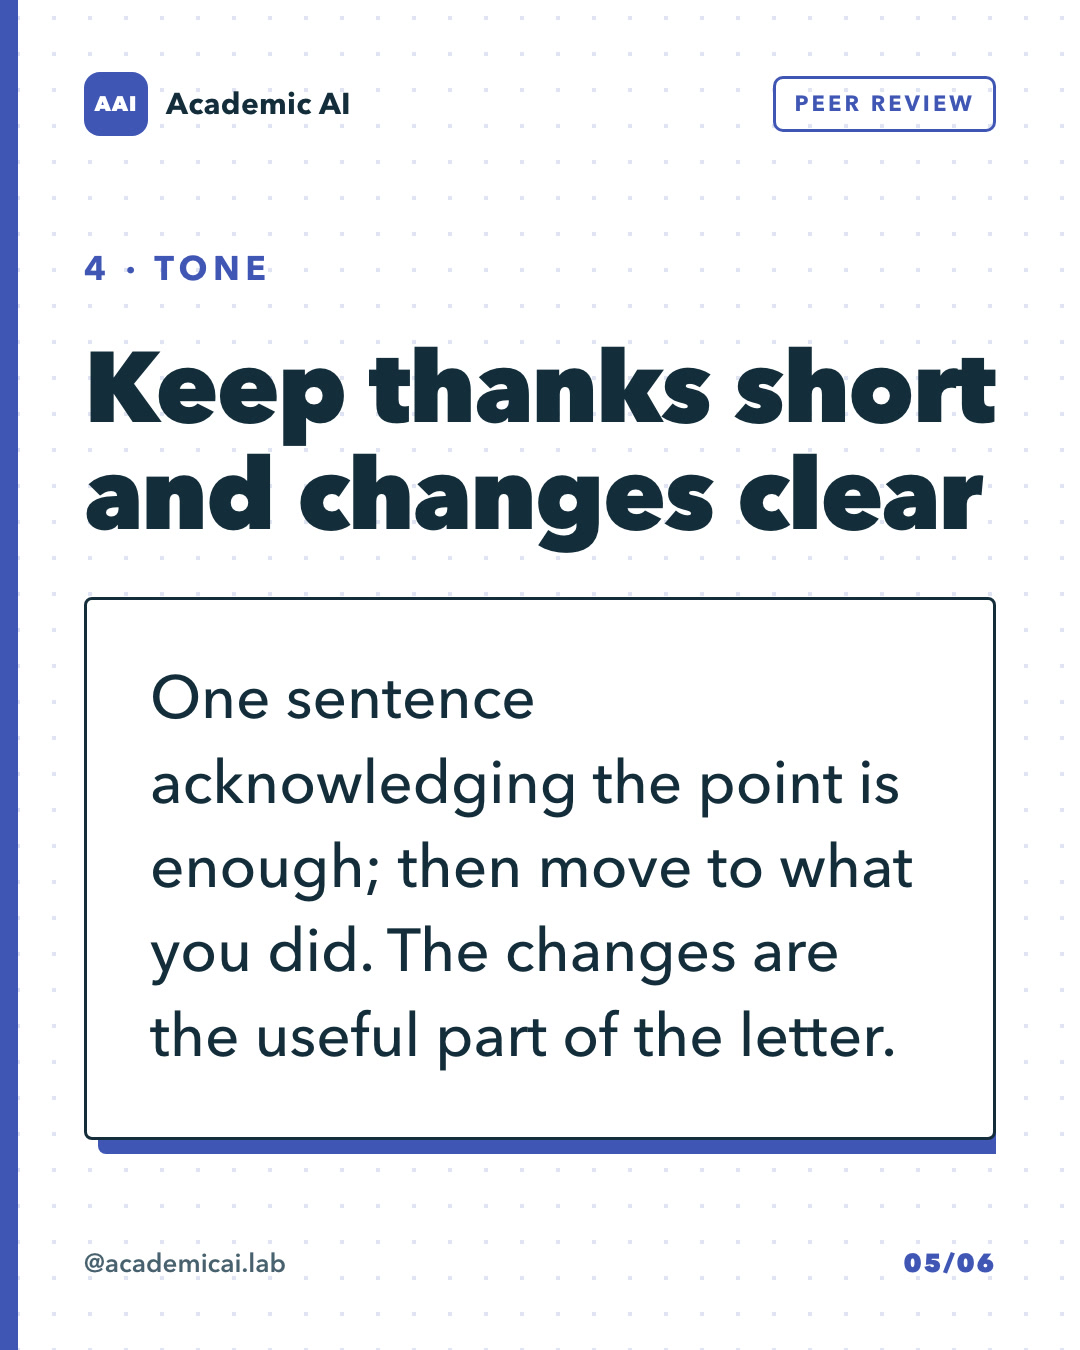 AAI
Academic AI
PEER REVIEW
4 · TONE
Keep thanks short
and changes clear
One sentence
acknowledging the point is
enough; then move to what
you did. The changes are
the useful part of the letter.
@academicai.lab
05/06